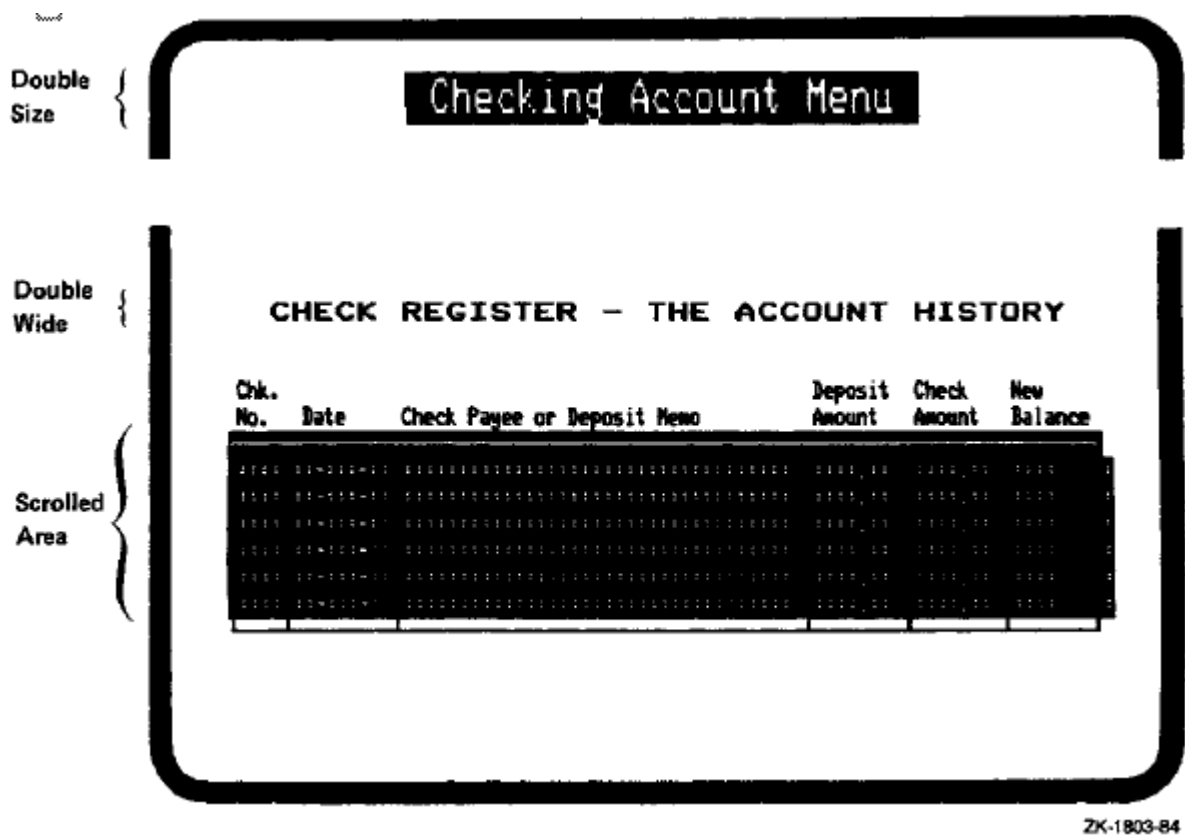 Double
Size
Checking Account Menu
Double
Wide
CHECK REGISTER – THE ACCOUNT HISTORY
Chk. Deposit Check New
No. Date Check Payee or Deposit Memo Amount Amount Balance
Scrolled
Area
ZK-1803-84